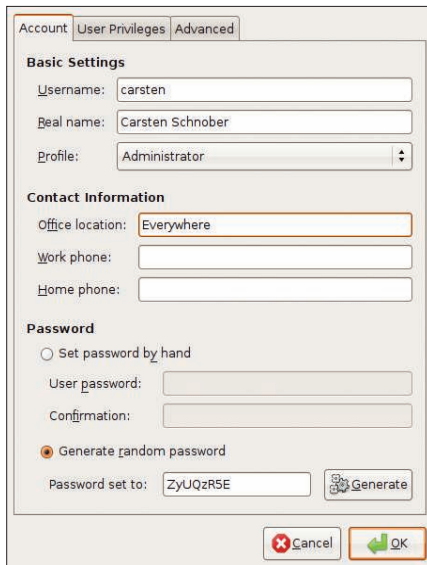 Account User Privileges Advanced
Basic Settings
Username: carsten
Real name: Carsten Schnober
Profile: Administrator
Contact Information
Office location: Everywhere
Work phone:
Home phone:
Password
Set password by hand
User password:
Confirmation:
Generate random password
Password set to: ZyUQzR5E Generate
Cancel OK